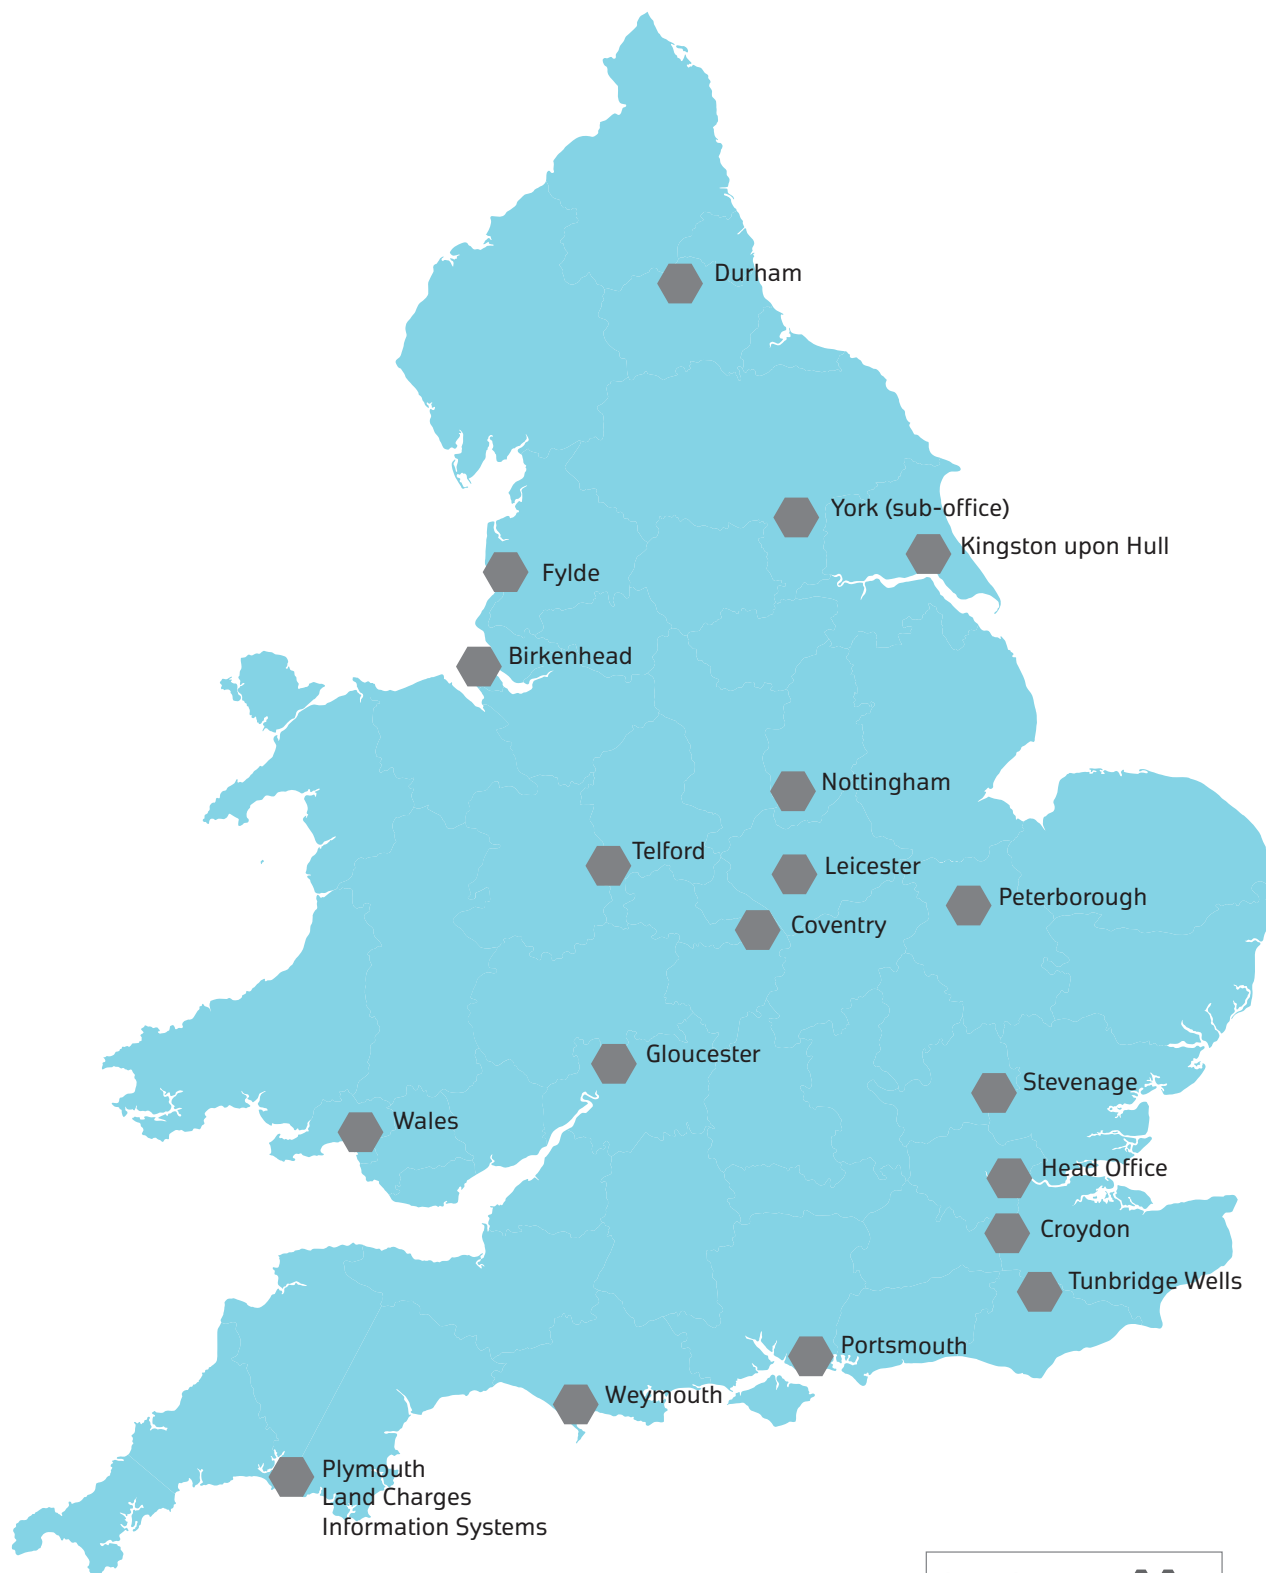 Durham
York (sub-office)
Kingston upon Hull
Fylde
Birkenhead
Nottingham
Telford
Leicester
Peterborough
Coventry
Gloucester
Stevenage
Wales
Head Office
Croydon
Tunbridge Wells
Portsmouth
Weymouth
Plymouth
Land Charges
Information Systems